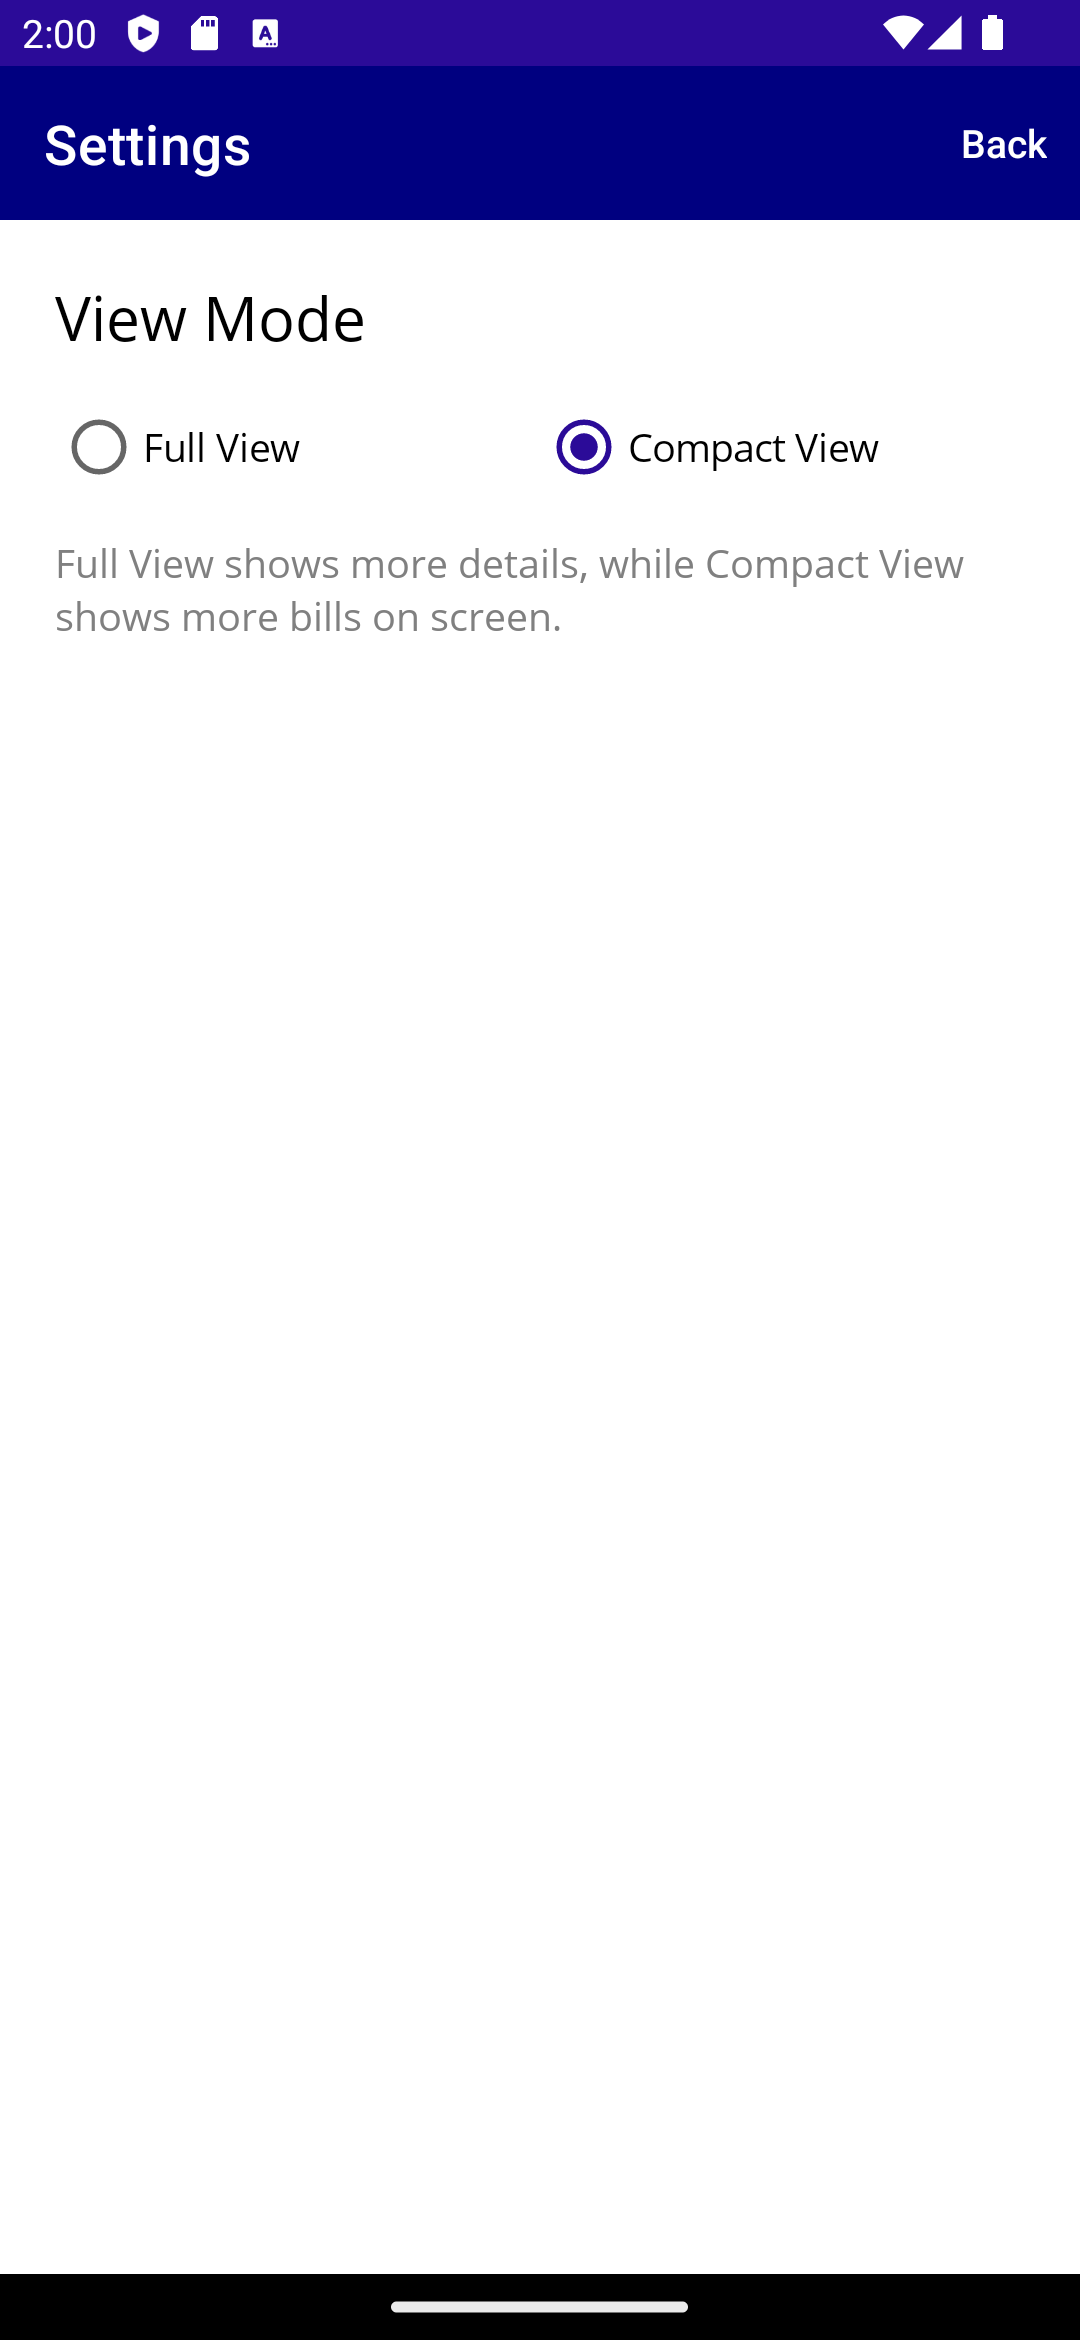 2:00
Settings
Back
View Mode
Full View
Compact View
Full View shows more details, while Compact View
shows more bills on screen.